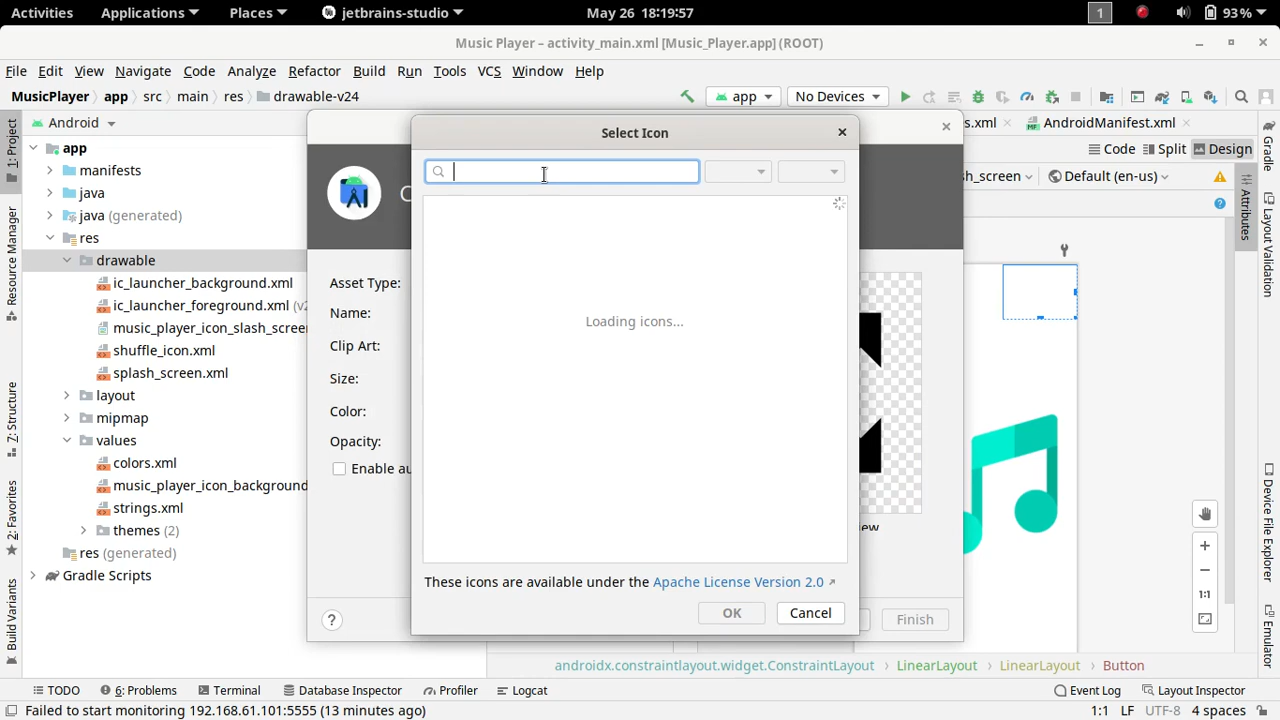 Activities Applications Places jetbrains-studio May 26 18:19:57 1 93%
Music Player – activity_main.xml [Music_Player.app] (ROOT)
File Edit View Navigate Code Analyze Refactor Build Run Tools VCS Window Help
MusicPlayer app src main res drawable-v24 app No Devices
Android s.xml AndroidManifest.xml
Code Split Design
h_screen Default (en-us)
Select Icon
Loading icons...
These icons are available under the Apache License Version 2.0
OK Cancel
C
Asset Type:
Name:
Clip Art:
Size:
Color:
Opacity:
Enable au
ew
? Finish
app
manifests
java
java (generated)
res
drawable
ic_launcher_background.xml
ic_launcher_foreground.xml (v2
music_player_icon_slash_scree
shuffle_icon.xml
splash_screen.xml
layout
mipmap
values
colors.xml
music_player_icon_background
strings.xml
themes (2)
res (generated)
Gradle Scripts
1: Project
Resource Manager
Z: Structure
2: Favorites
Build Variants
Gradle
Attributes
Layout Validation
Device File Explorer
Emulator
1:1
androidx.constraintlayout.widget.ConstraintLayout LinearLayout LinearLayout Button
TODO 6: Problems Terminal Database Inspector Profiler Logcat Event Log Layout Inspector
Failed to start monitoring 192.168.61.101:5555 (13 minutes ago) 1:1 LF UTF-8 4 spaces